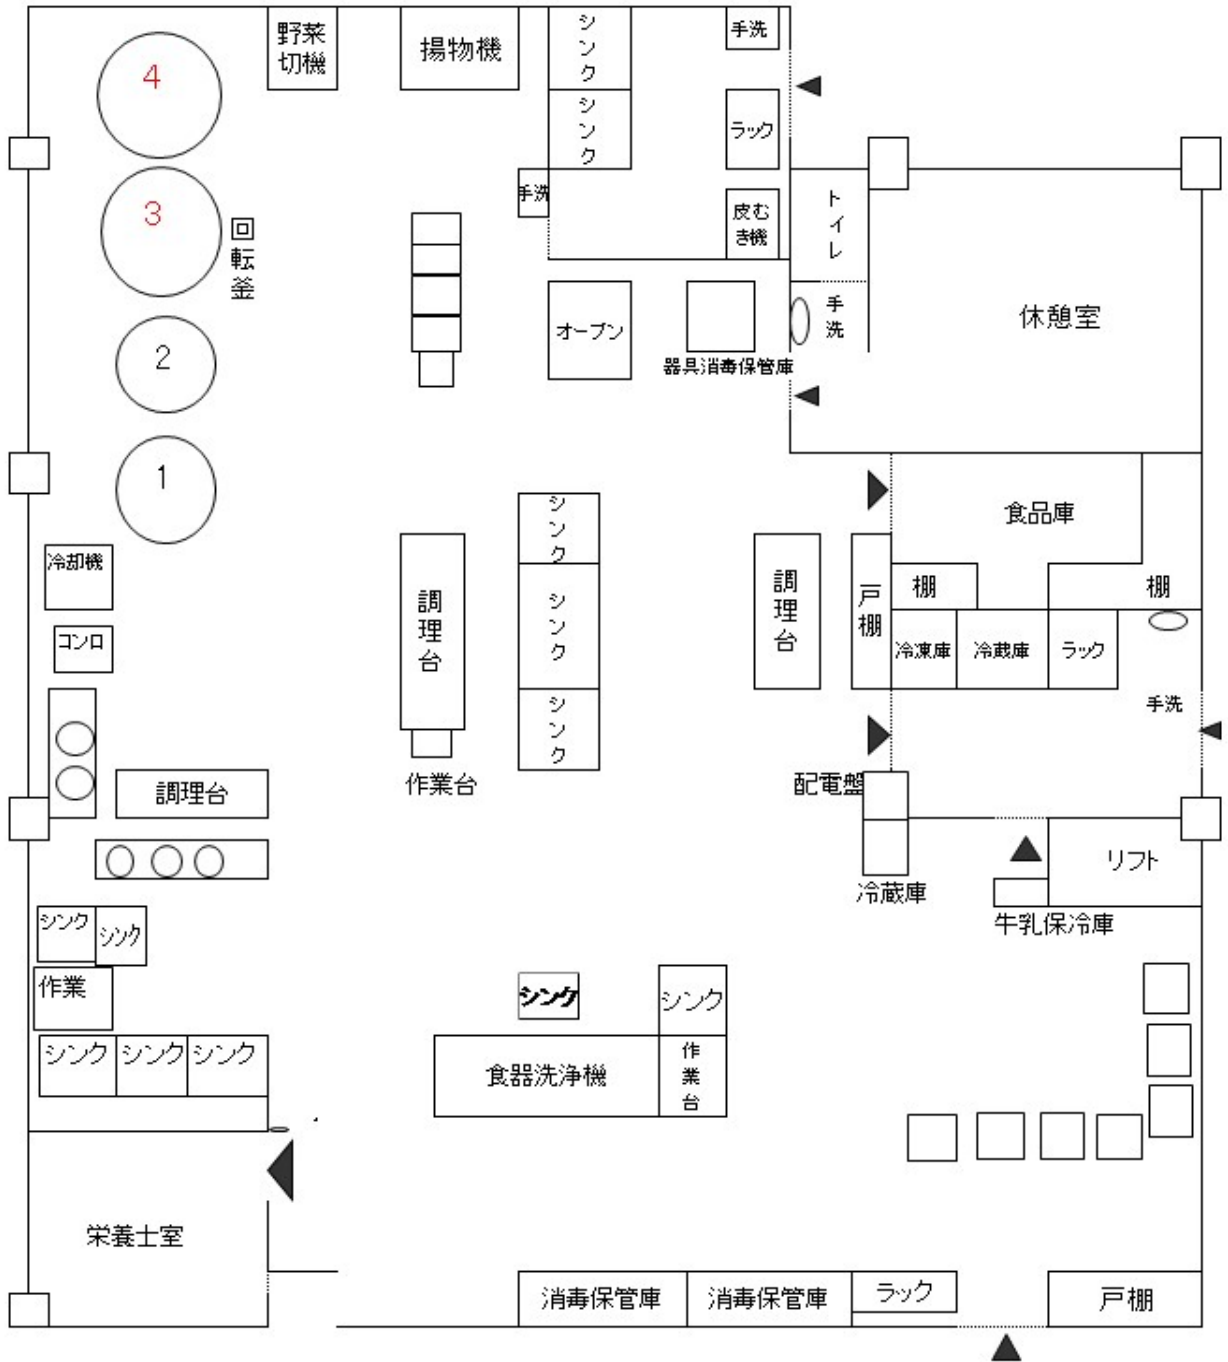 野菜
切機
揚物機
シンク
手洗
4
シンク
ラック
手洗
皮む
き機
トイレ
3
回転釜
オーブン
器具消毒保管庫
手洗
休憩室
2
1
シンク
食品庫
冷却機
調理台
シンク
調理台
戸棚
棚
棚
コンロ
冷凍庫
冷蔵庫
ラック
シンク
手洗
作業台
調理台
配電盤
リフト
冷蔵庫
牛乳保冷庫
シンク
シンク
作業
シンク
シンク
シンク
シンク
シンク
食器洗浄機
作業台
栄養士室
消毒保管庫
消毒保管庫
ラック
戸棚